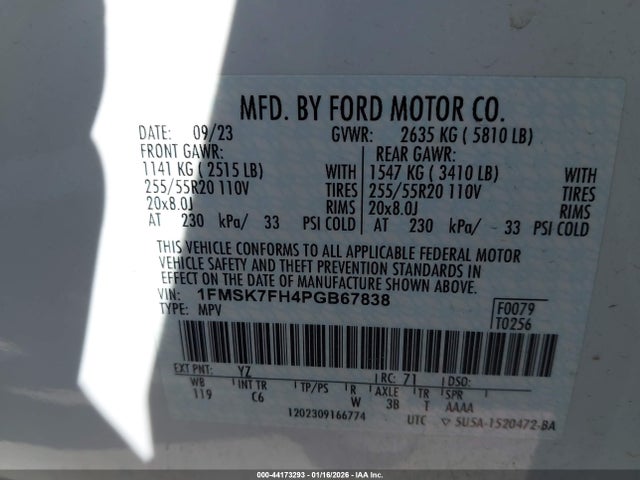 MFD. BY FORD MOTOR CO.
DATE: 09/23 GVWR: 2635 KG ( 5810 LB)
FRONT GAWR: REAR GAWR:
1141 KG ( 2515 LB) WITH 1547 KG ( 3410 LB) WITH
255/55R20 110V TIRES 255/55R20 110V TIRES
20x8.0J RIMS 20x8.0J RIMS
AT 230 kPa/ 33 PSI COLD AT 230 kPa/ 33 PSI COLD
THIS VEHICLE CONFORMS TO ALL APPLICABLE FEDERAL MOTOR
VEHICLE SAFETY AND THEFT PREVENTION STANDARDS IN
EFFECT ON THE DATE OF MANUFACTURE SHOWN ABOVE.
VIN: 1FMSK7FH4PGB67838
TYPE: MPV
F0079
T0256
EXT PNT: YZ RC: 71 DSO:
WB INT TR TP/PS R AXLE TR SPR
119 C6 W 3B T AAAA
1202309166774 UTC ▽ SU5A-1520472-BA
000-44173293 - 01/16/2026 - IAA Inc.